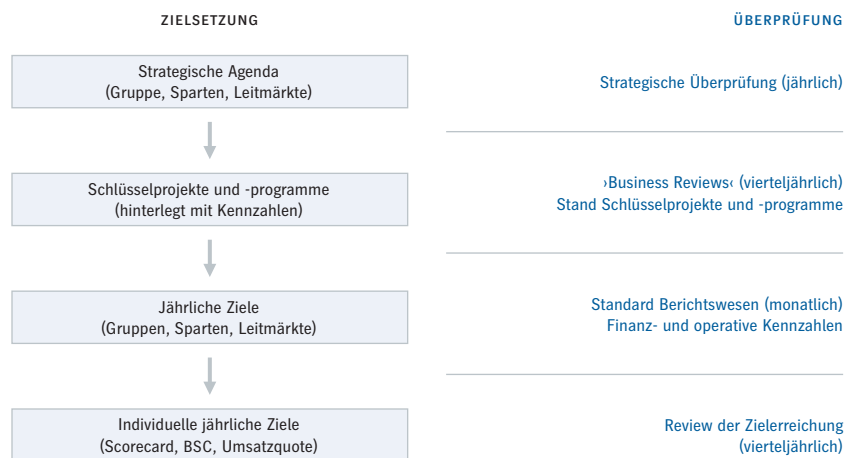 ZIELSETZUNG
ÜBERPRÜFUNG
Strategische Agenda
(Gruppe, Sparten, Leitmärkte)
Strategische Überprüfung (jährlich)
Schlüsselprojekte und -programme
(hinterlegt mit Kennzahlen)
›Business Reviews‹ (vierteljährlich)
Stand Schlüsselprojekte und -programme
Jährliche Ziele
(Gruppen, Sparten, Leitmärkte)
Standard Berichtswesen (monatlich)
Finanz- und operative Kennzahlen
Individuelle jährliche Ziele
(Scorecard, BSC, Umsatzquote)
Review der Zielerreichung
(vierteljährlich)